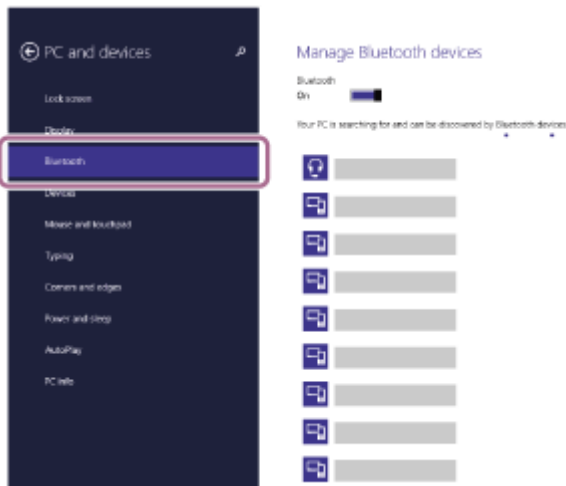 PC and devices
Lock screen
Display
Bluetooth
Devices
Mouse and touchpad
Typing
Corners and edges
Power and sleep
AutoPlay
PC info
Manage Bluetooth devices
Bluetooth
On
Your PC is searching for and can be discovered by Bluetooth devices